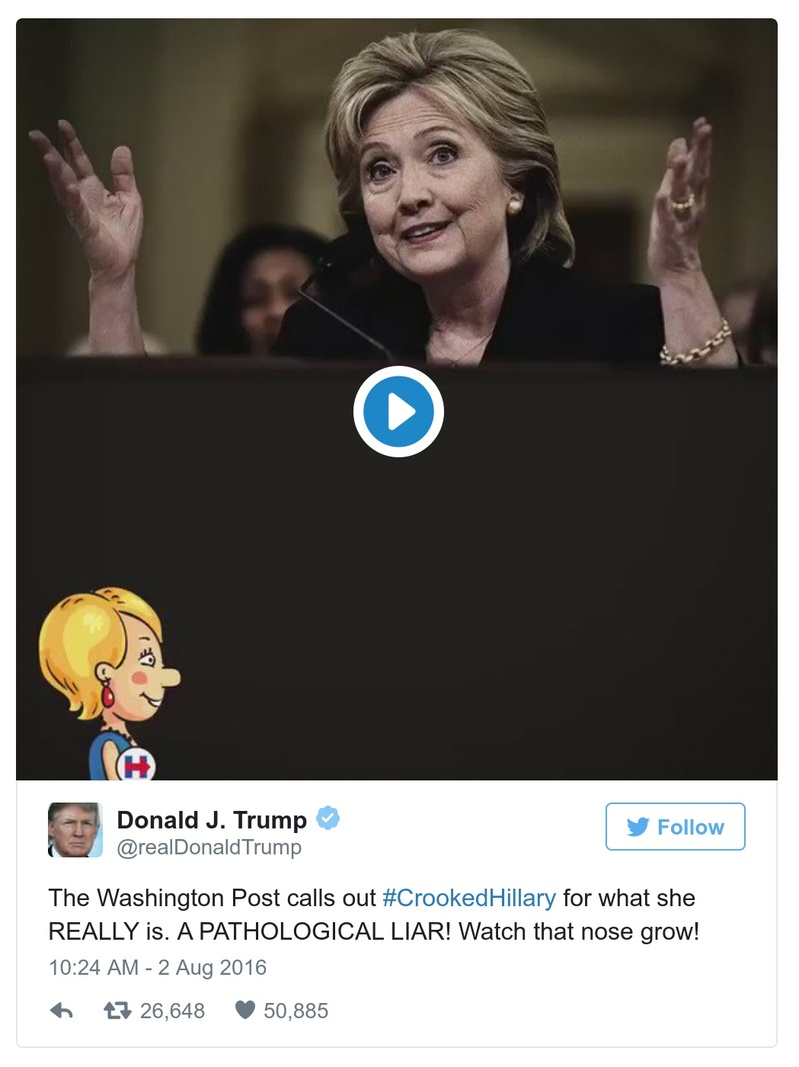 H
Donald J. Trump
@realDonaldTrump
Follow
The Washington Post calls out #CrookedHillary for what she
REALLY is. A PATHOLOGICAL LIAR! Watch that nose grow!
10:24 AM - 2 Aug 2016
26,648 50,885